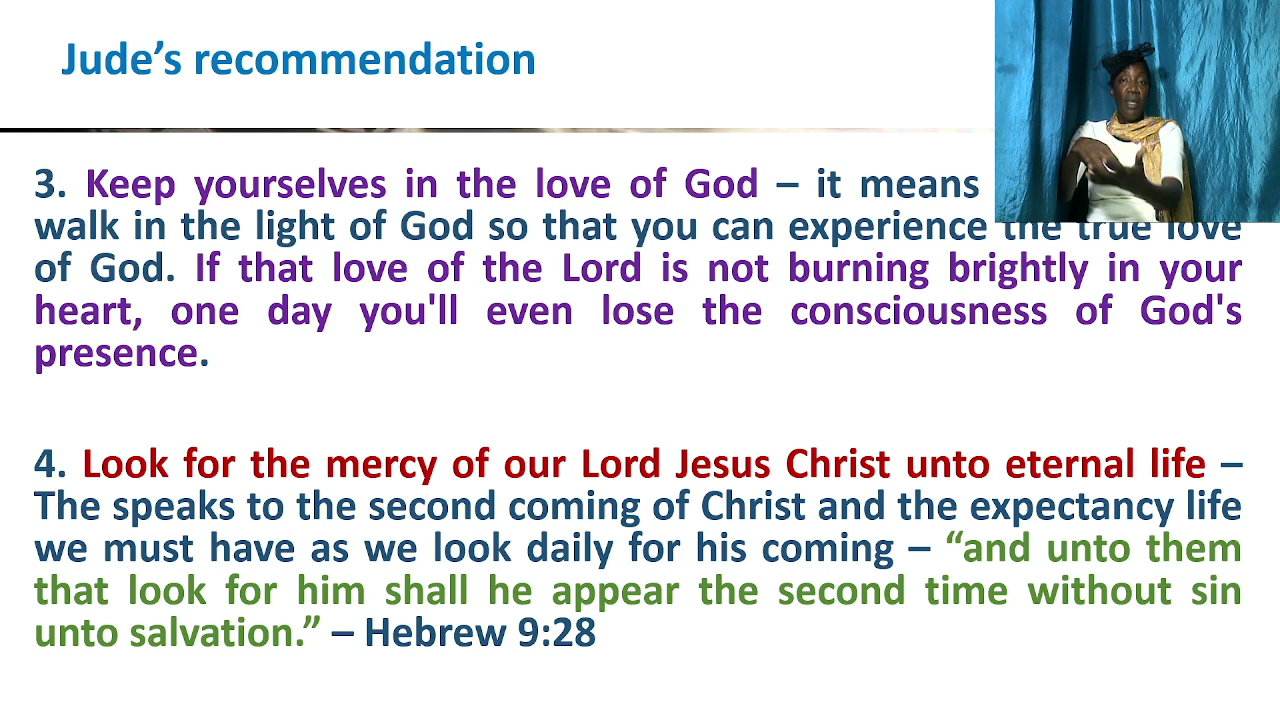 Jude’s recommendation
3. Keep yourselves in the love of God – it means
walk in the light of God so that you can experience the true love
of God. If that love of the Lord is not burning brightly in your
heart, one day you'll even lose the consciousness of God's
presence.
4. Look for the mercy of our Lord Jesus Christ unto eternal life –
The speaks to the second coming of Christ and the expectancy life
we must have as we look daily for his coming – “and unto them
that look for him shall he appear the second time without sin
unto salvation.” – Hebrew 9:28